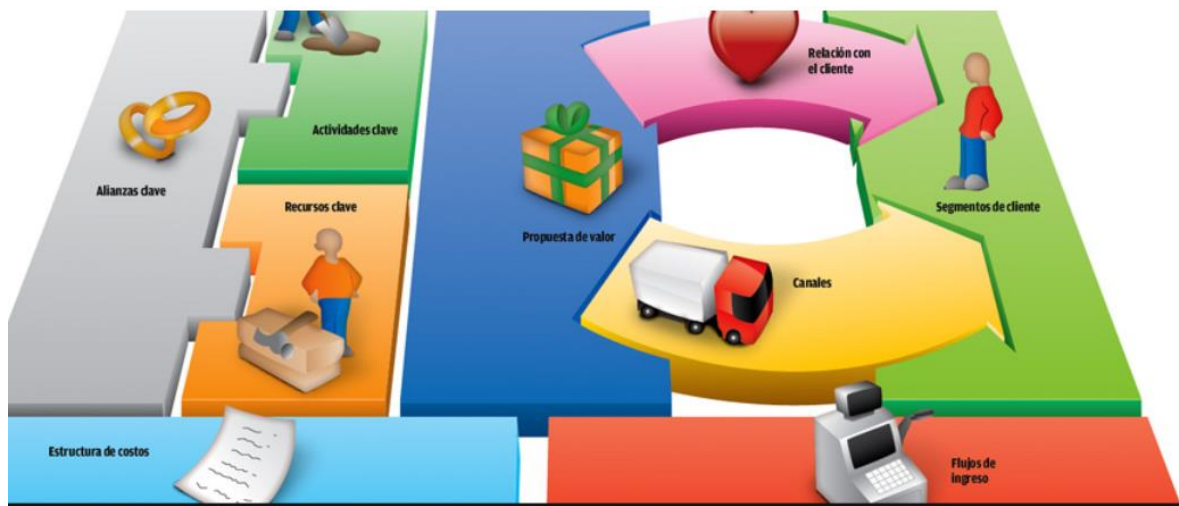 Relación con
el cliente
Actividades clave
Alianzas clave
Recursos clave
Segmentos de cliente
Propuesta de valor
Canales
Estructura de costos
Flujos de
ingreso